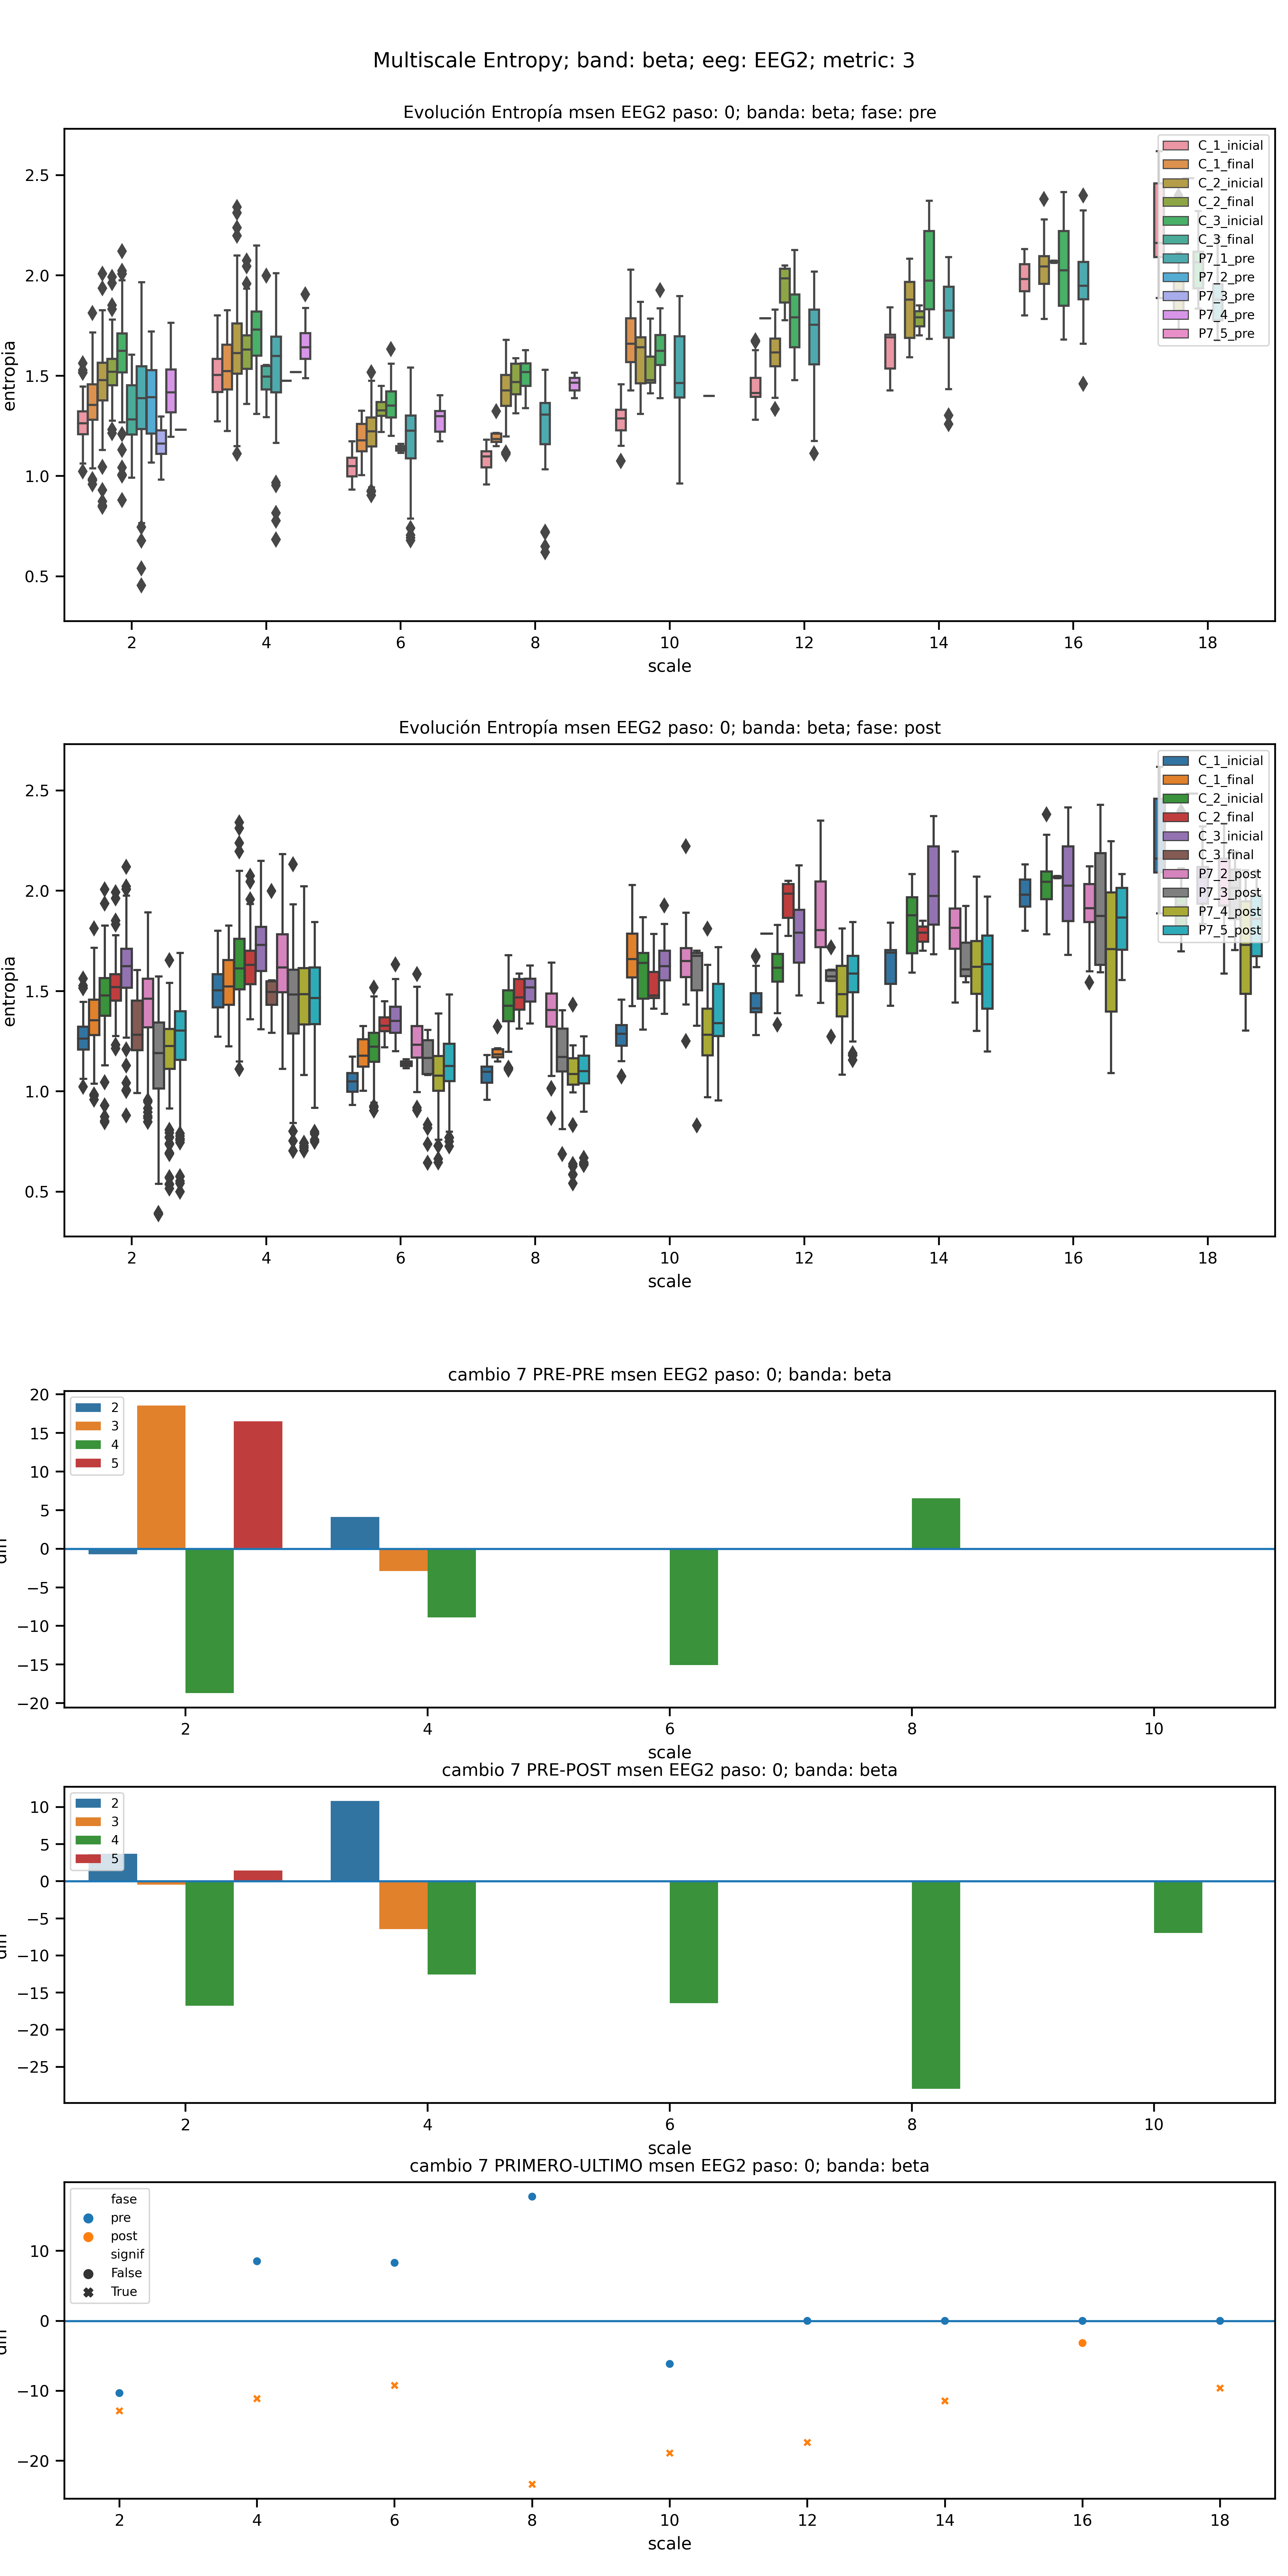 Multiscale Entropy; band: beta; eeg: EEG2; metric: 3
Evolución Entropía msen EEG2 paso: 0; banda: beta; fase: pre
entropia
2.5
2.0
1.5
1.0
0.5
C_1_inicial
C_1_final
C_2_inicial
C_2_final
C_3_inicial
C_3_final
P7_1_pre
P7_2_pre
P7_3_pre
P7_4_pre
P7_5_pre
2 4 6 8 10 12 14 16 18
scale
Evolución Entropía msen EEG2 paso: 0; banda: beta; fase: post
entropia
2.5
2.0
1.5
1.0
0.5
C_1_inicial
C_1_final
C_2_inicial
C_2_final
C_3_inicial
C_3_final
P7_2_post
P7_3_post
P7_4_post
P7_5_post
2 4 6 8 10 12 14 16 18
scale
cambio 7 PRE-PRE msen EEG2 paso: 0; banda: beta
20
15
10
5
0
−5
−10
−15
−20
2
3
4
5
2 4 6 8 10
scale
cambio 7 PRE-POST msen EEG2 paso: 0; banda: beta
10
5
0
−5
−10
−15
−20
−25
2
3
4
5
2 4 6 8 10
scale
cambio 7 PRIMERO-ULTIMO msen EEG2 paso: 0; banda: beta
10
0
−10
−20
fase
pre
post
signif
False
True
2 4 6 8 10 12 14 16 18
scale